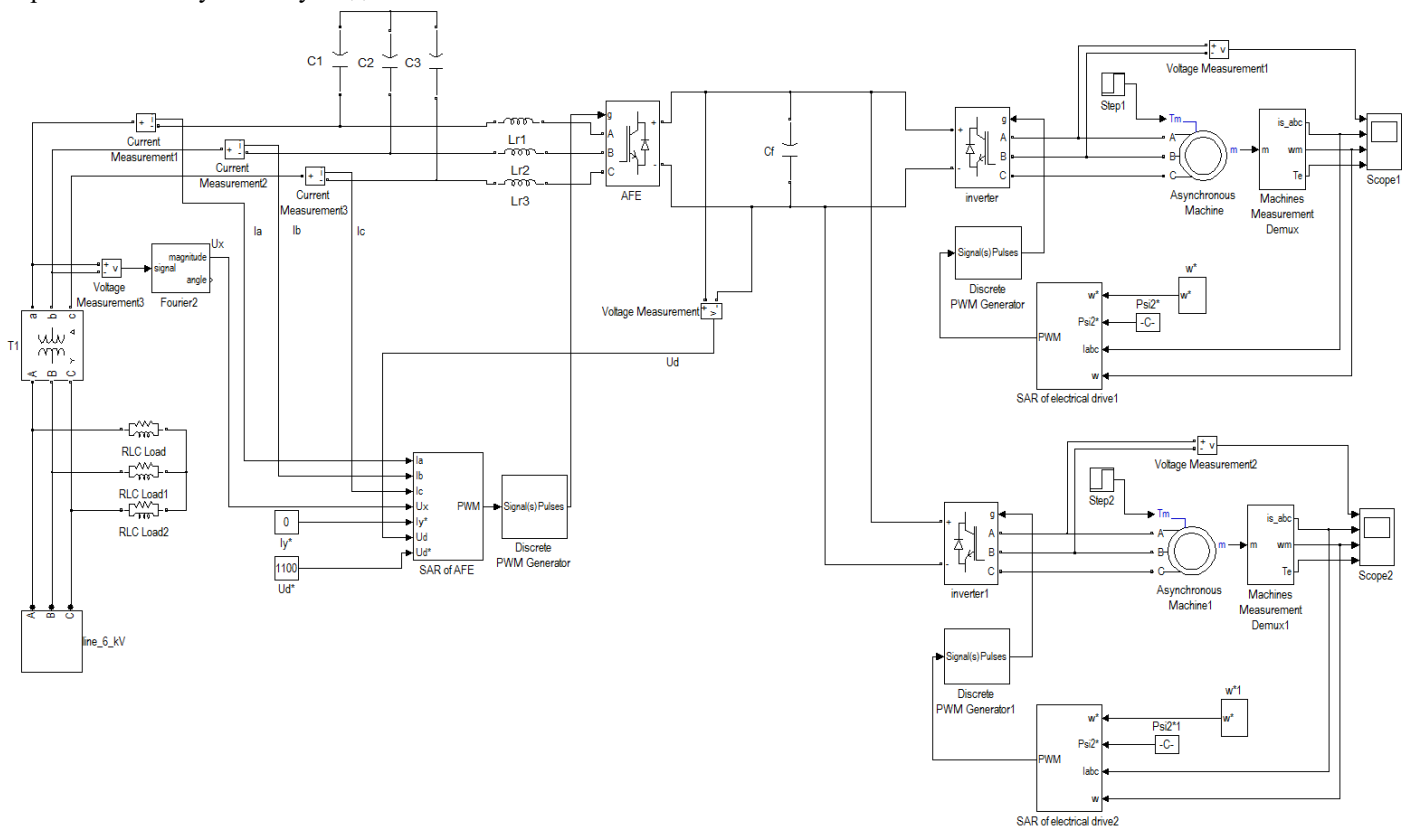 C1
C2
C3
+
-
i
Current
Measurement1
+
-
i
Current
Measurement2
+
-
i
Current
Measurement3
Ia
Ib
Ic
Lr1
Lr2
Lr3
g
A
B
C
+
-
AFE
Cf
+
-
g
A
B
C
inverter
+
-
v
Voltage Measurement1
Step1
Tm
A
B
C
m
Asynchronous
Machine
m
is_abc
wm
Te
Machines
Measurement
Demux
Scope1
Signal(s)Pulses
Discrete
PWM Generator
w*
w*
Psi2*
-C-
PWM
w*
Psi2*
Iabc
w
SAR of electrical drive1
+
-
v
Voltage
Measurement3
Ux
signal
magnitude
angle
Fourier2
T1
a
b
c
A
B
C
RLC Load
RLC Load1
RLC Load2
A
B
C
line_6_kV
Voltage Measurement
+
-
v
Ud
0
Iy*
1100
Ud*
Ia
Ib
Ic
Ux
Iy*
Ud
Ud*
PWM
SAR of AFE
Signal(s)Pulses
Discrete
PWM Generator
+
-
g
A
B
C
inverter1
+
-
v
Voltage Measurement2
Step2
Tm
A
B
C
m
Asynchronous
Machine1
m
is_abc
wm
Te
Machines
Measurement
Demux1
Scope2
Signal(s)Pulses
Discrete
PWM Generator1
w*1
w*
Psi2*1
-C-
PWM
w*
Psi2*
Iabc
w
SAR of electrical drive2